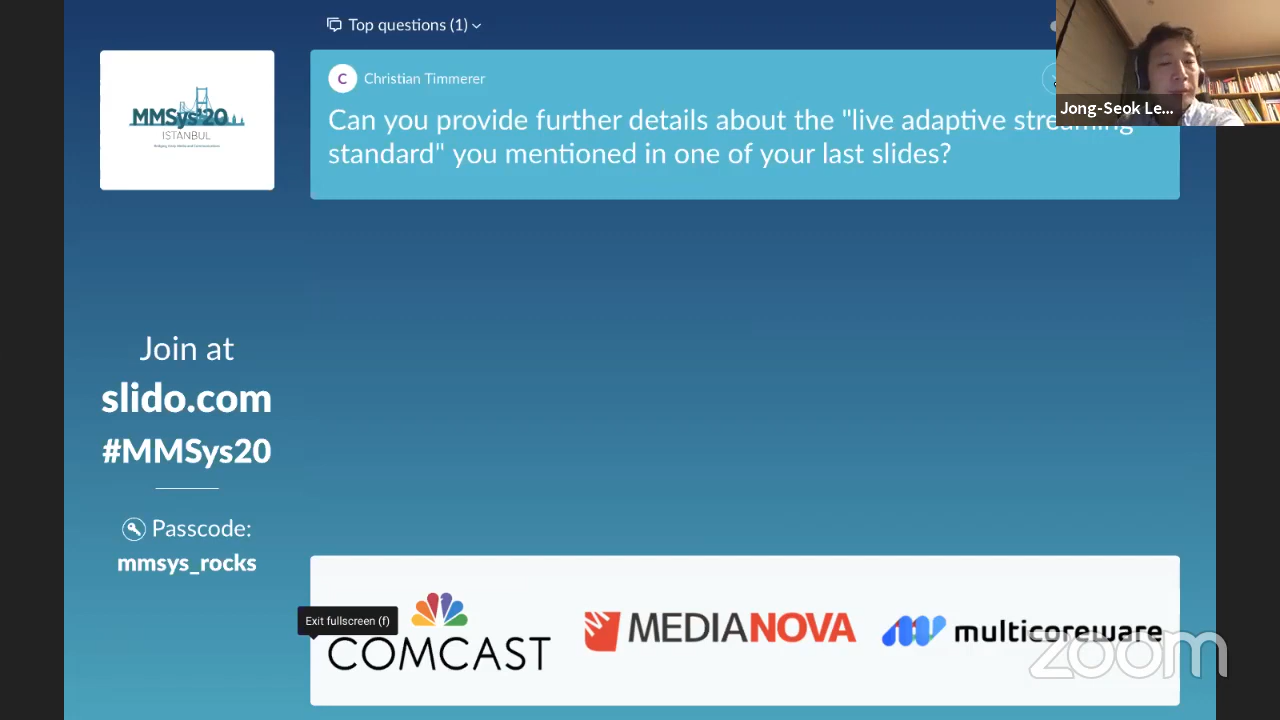 Top questions (1)
Jong-Seok Le...
MMSys'20
ISTANBUL
C Christian Timmerer
Can you provide further details about the "live adaptive streaming
standard" you mentioned in one of your last slides?
Join at
slido.com
#MMSys20
Passcode:
mmsys_rocks
Exit fullscreen (f)
COMCAST
MEDIANOVA
multicoreware
zoom